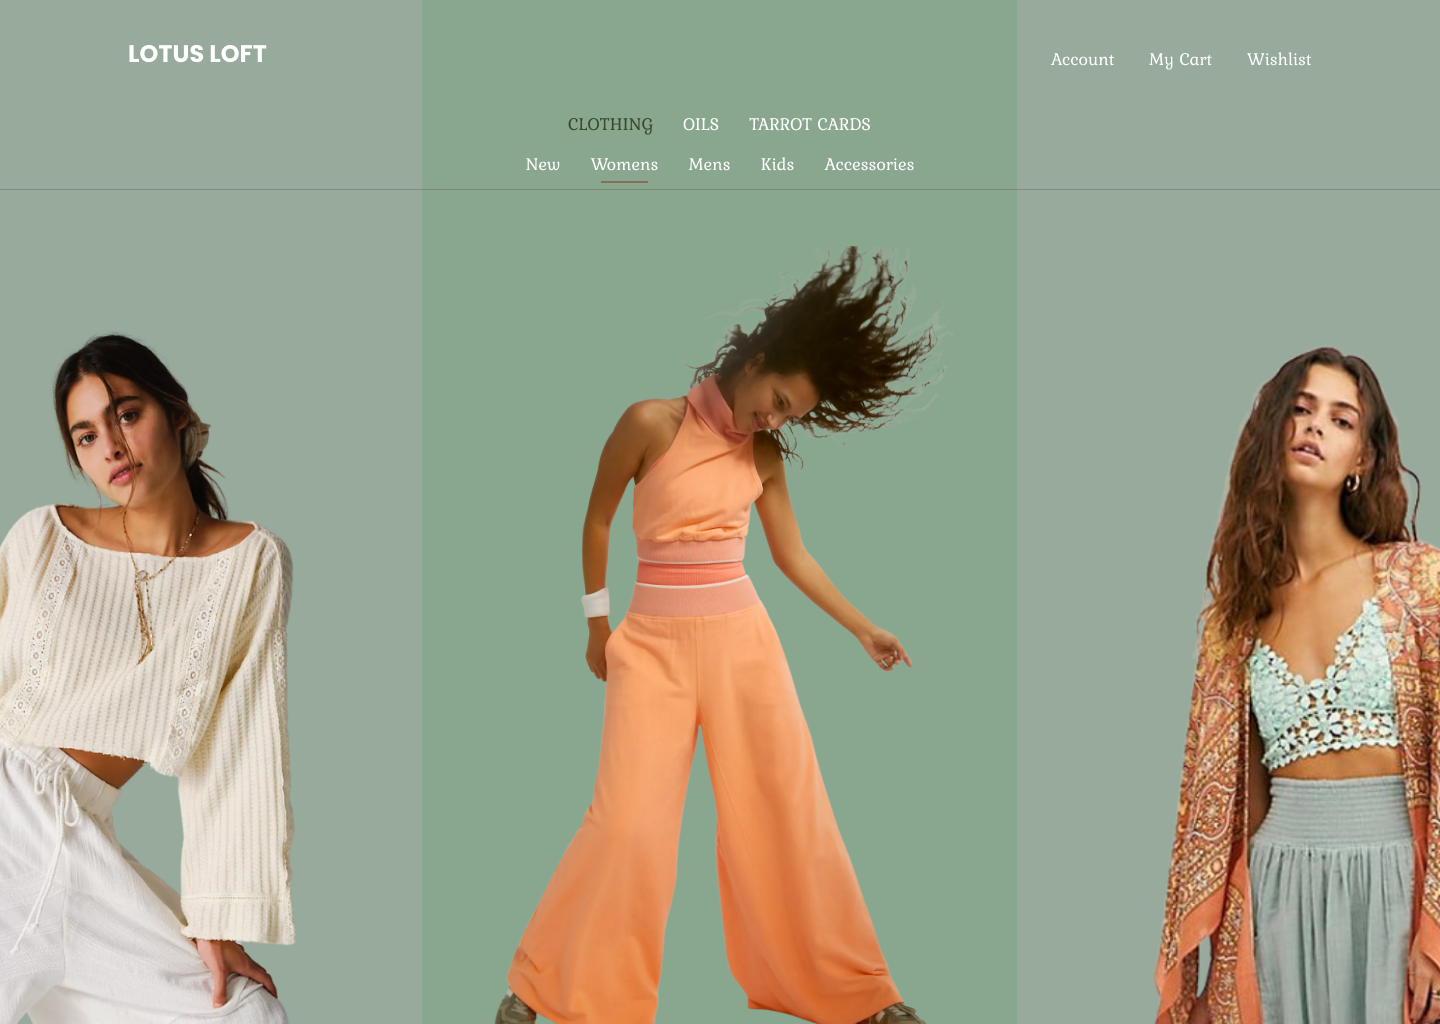 LOTUS LOFT
Account My Cart Wishlist
CLOTHING OILS TARROT CARDS
New Womens Mens Kids Accessories